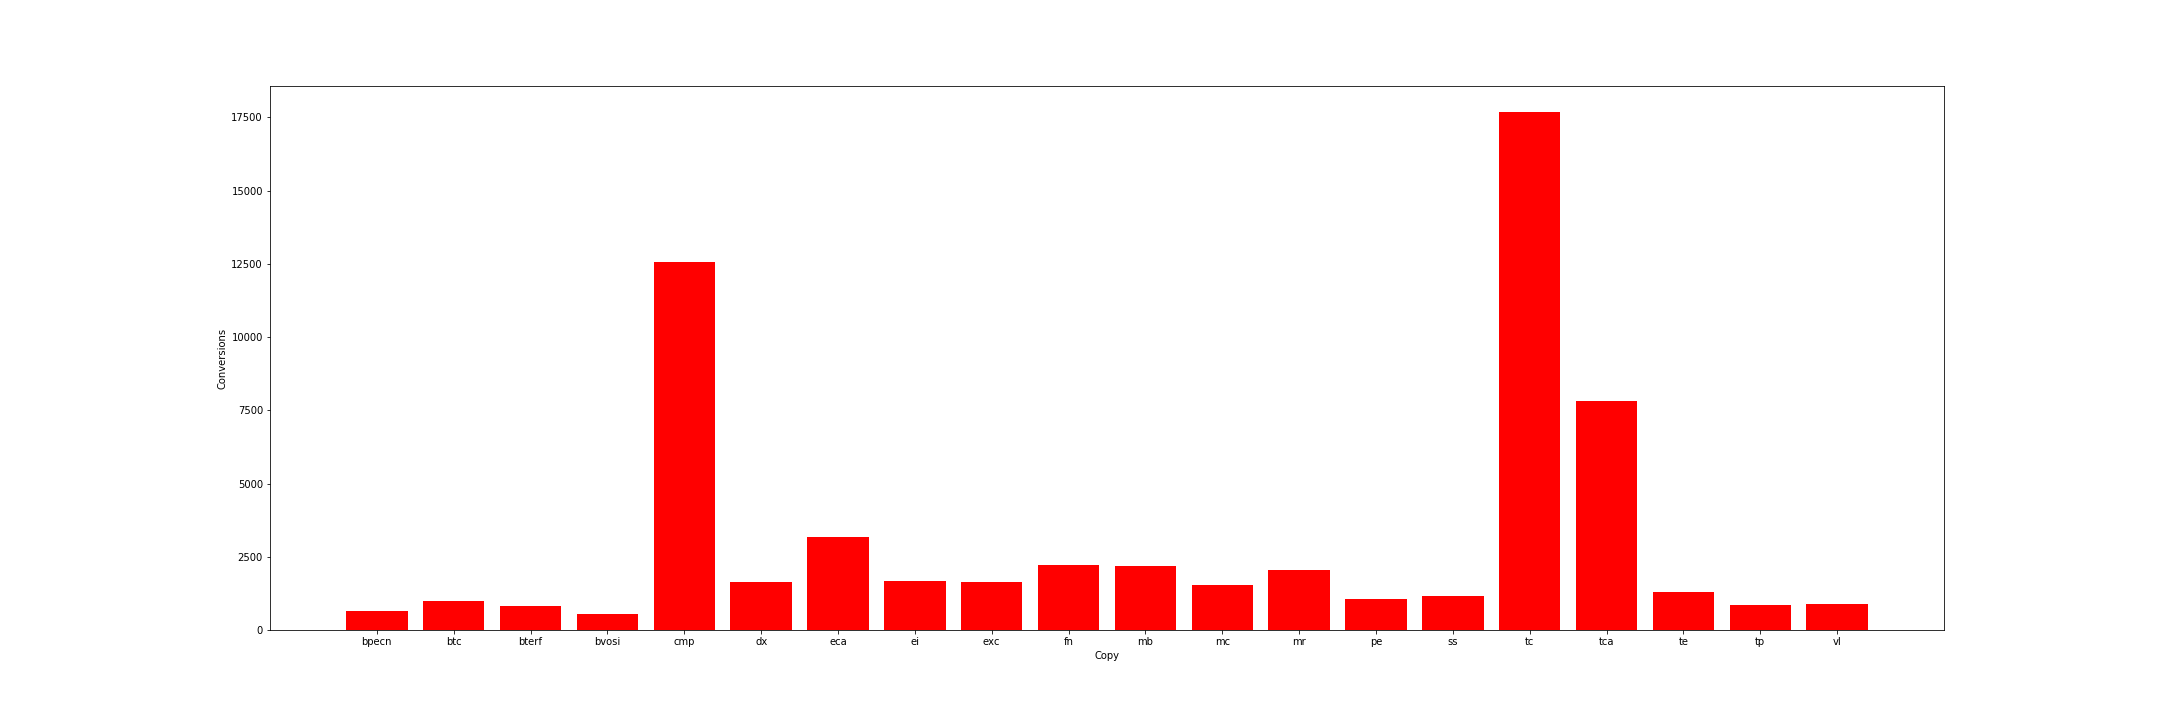 17500
15000
12500
10000
7500
5000
2500
0
Conversions
bpecn btc bterf bvosi cmp dx eca ei exc fn mb mc mr pe ss tc tca te tp vl
Copy